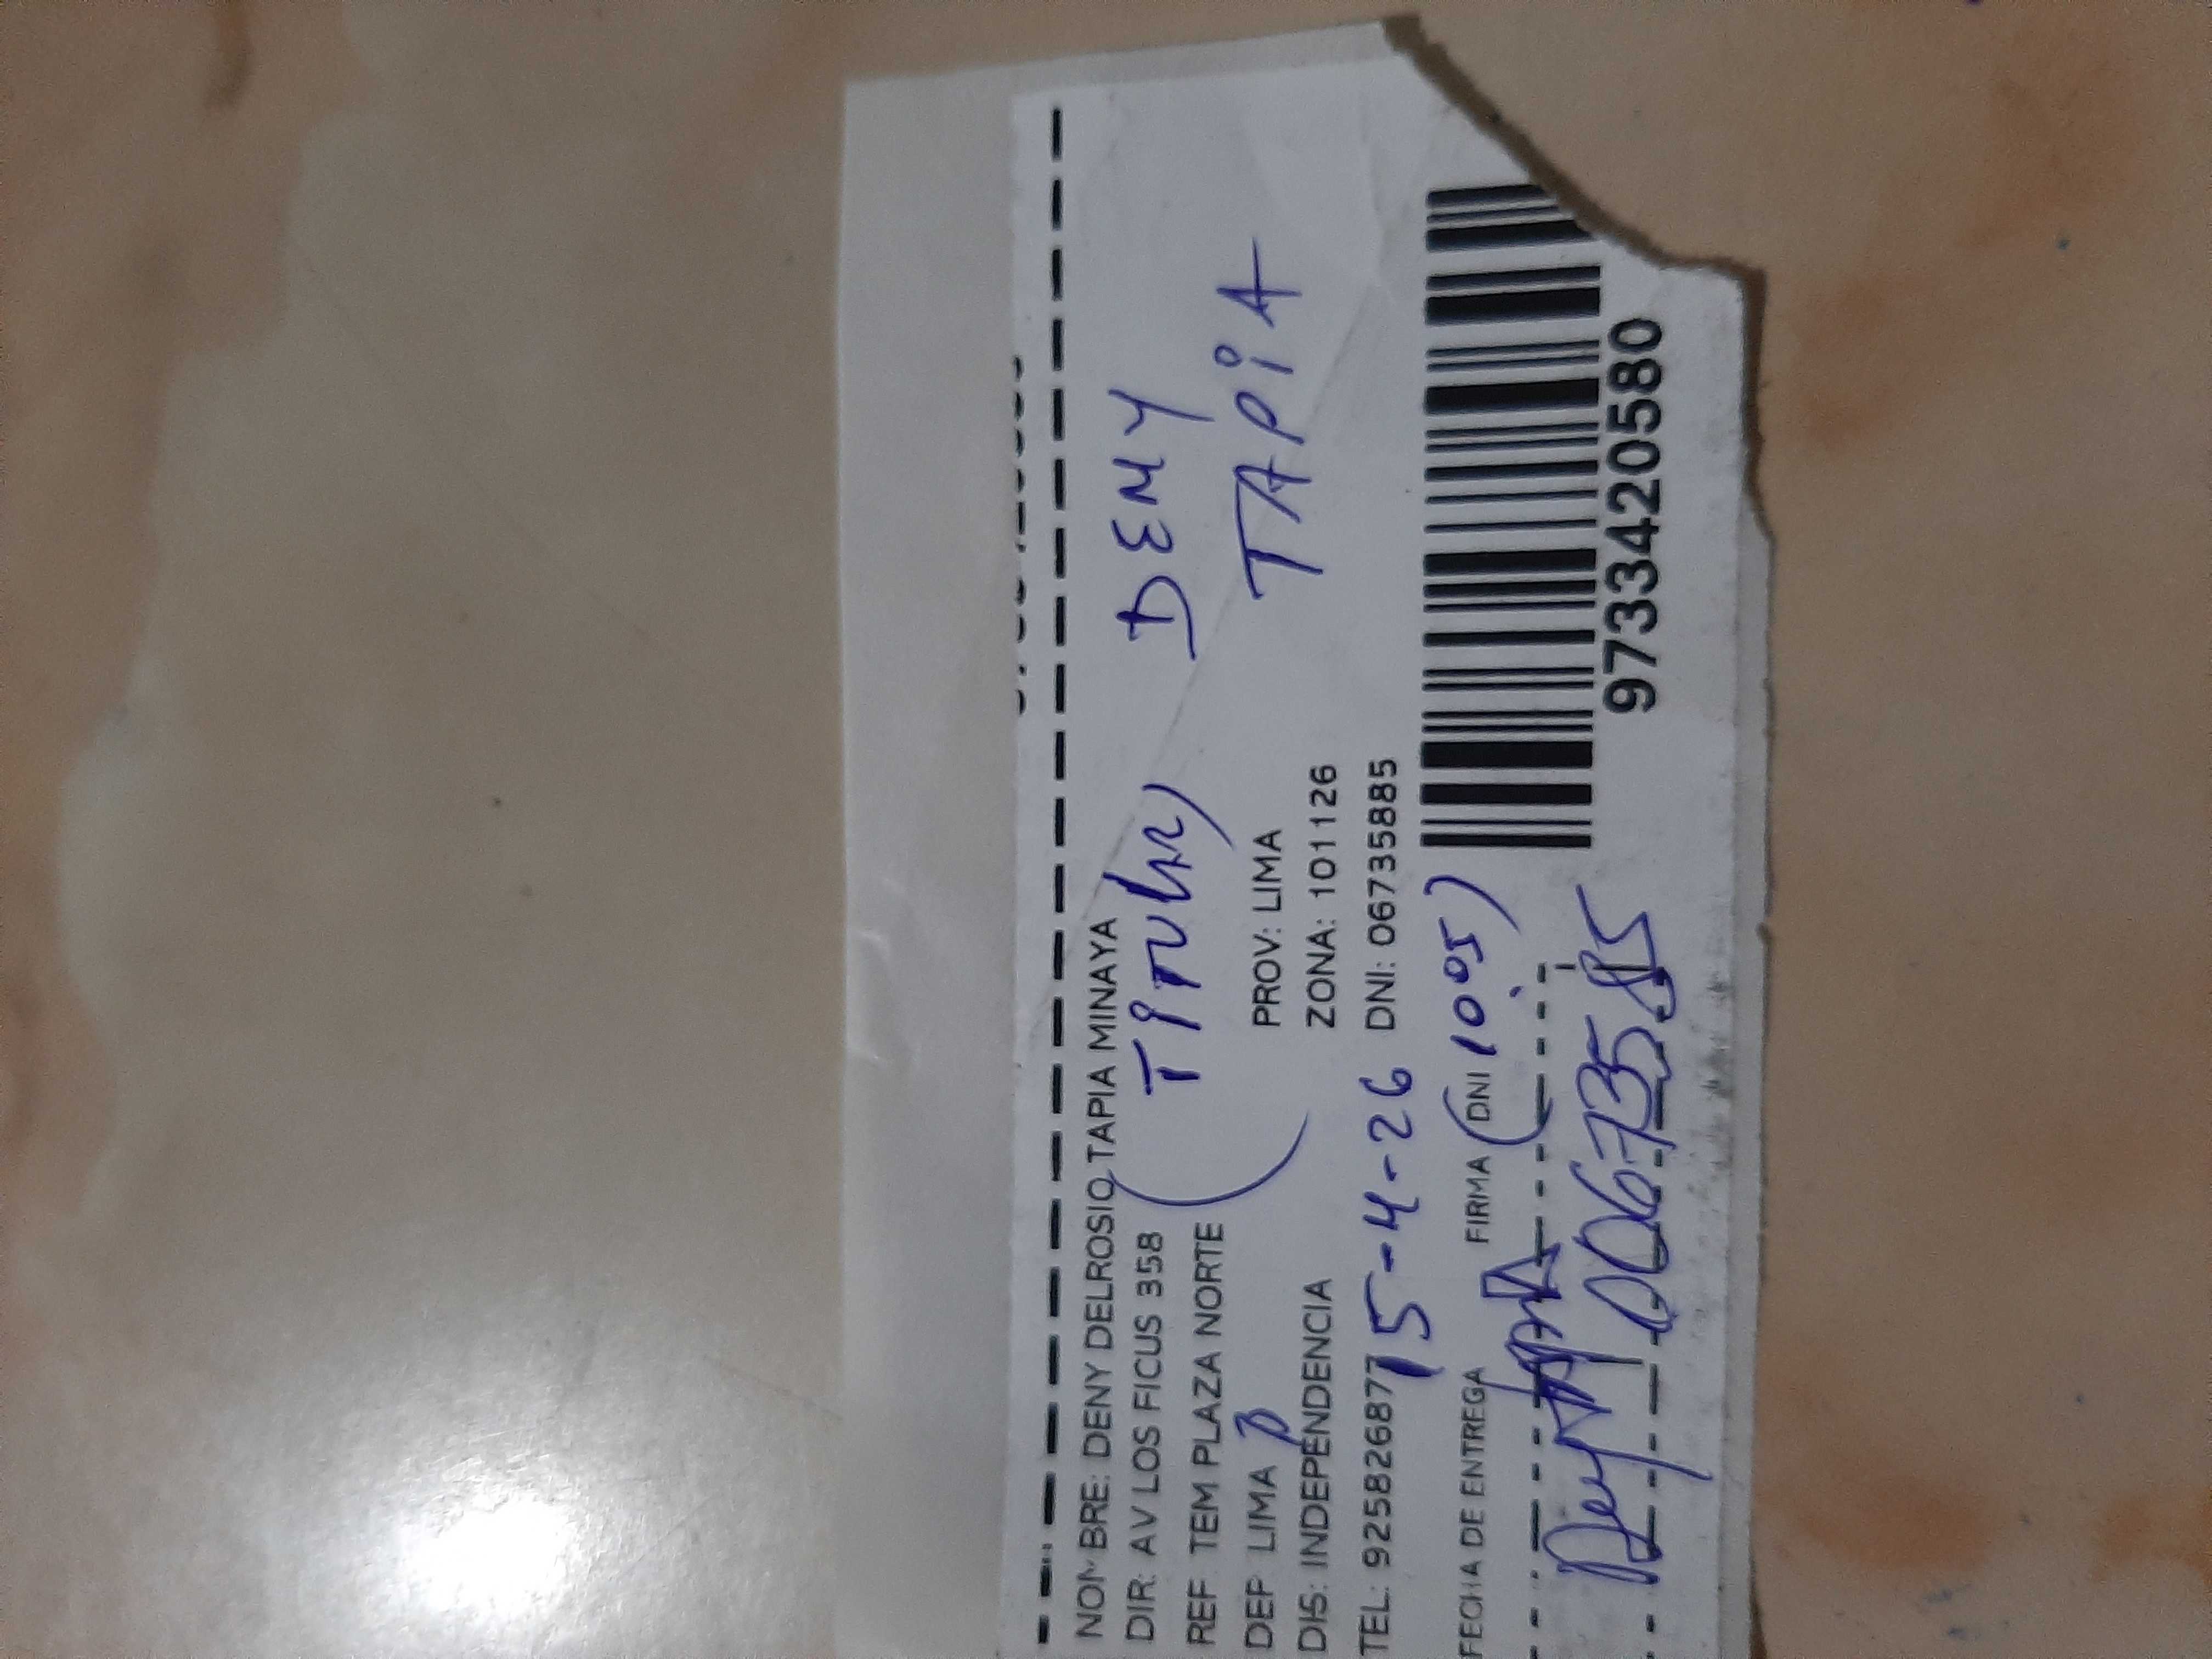 NOMBRE: DENY DELROSIO TAPIA MINAYA
DIR: AV LOS FICUS 358
(TITULAR) DENY
REF TEM PLAZA NORTE
TAPIA
DEP LIMA PROV: LIMA
DIS: INDEPENDENCIA ZONA: 101126
TEL: 925826877 DNI: 06735885
15-4-26
FECHA DE ENTREGA FIRMA (DNI 1005)
9733420580